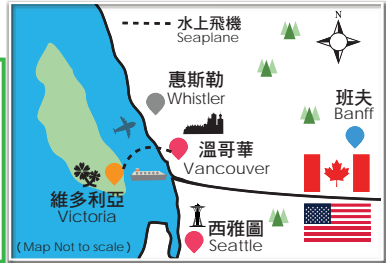 水上飛機
Seaplane
N
惠斯勒
Whistler
班夫
Banff
溫哥華
Vancouver
維多利亞
Victoria
西雅圖
Seattle
(Map Not to scale)